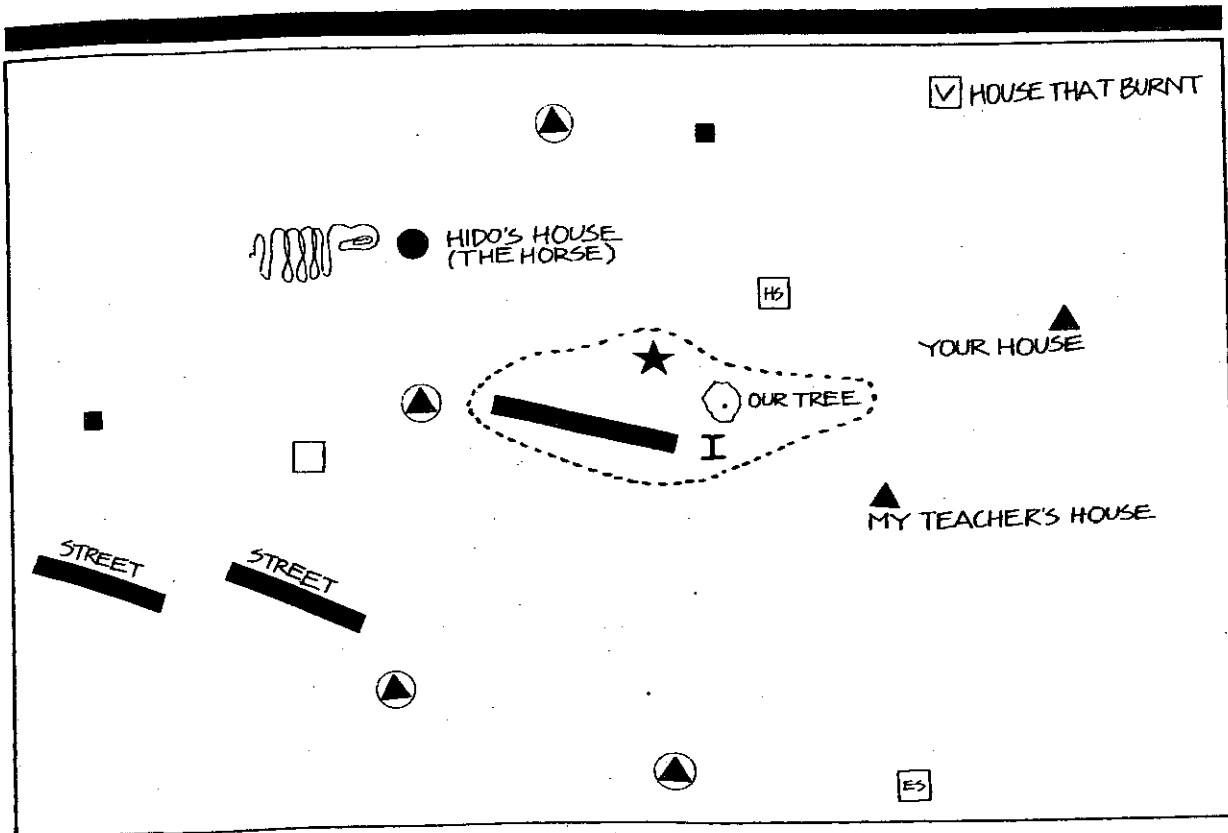 V HOUSE THAT BURNT
HIDO'S HOUSE
(THE HORSE)
HS
YOUR HOUSE
OUR TREE
I
MY TEACHER'S HOUSE
STREET
STREET
ES